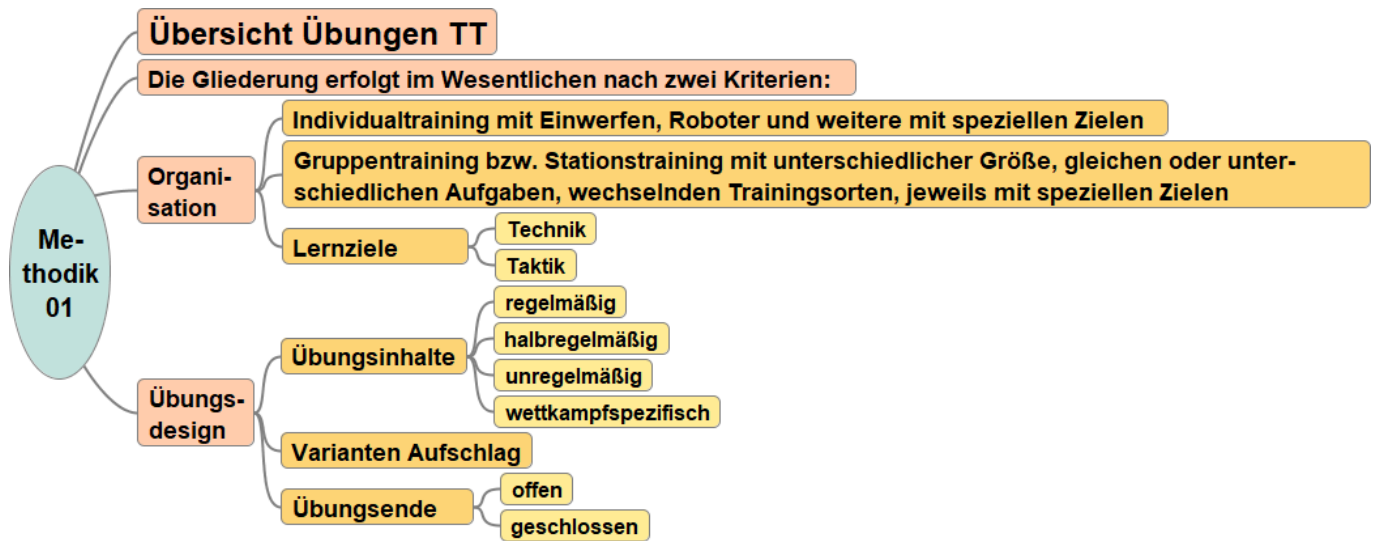 Übersicht Übungen TT
Die Gliederung erfolgt im Wesentlichen nach zwei Kriterien:
Me-
thodik
01
Organi-
sation
Individualtraining mit Einwerfen, Roboter und weitere mit speziellen Zielen
Gruppentraining bzw. Stationstraining mit unterschiedlicher Größe, gleichen oder unter-
schiedlichen Aufgaben, wechselnden Trainingsorten, jeweils mit speziellen Zielen
Lernziele
Technik
Taktik
Übungs-
design
Übungsinhalte
regelmäßig
halbregelmäßig
unregelmäßig
wettkampfspezifisch
Varianten Aufschlag
Übungsende
offen
geschlossen